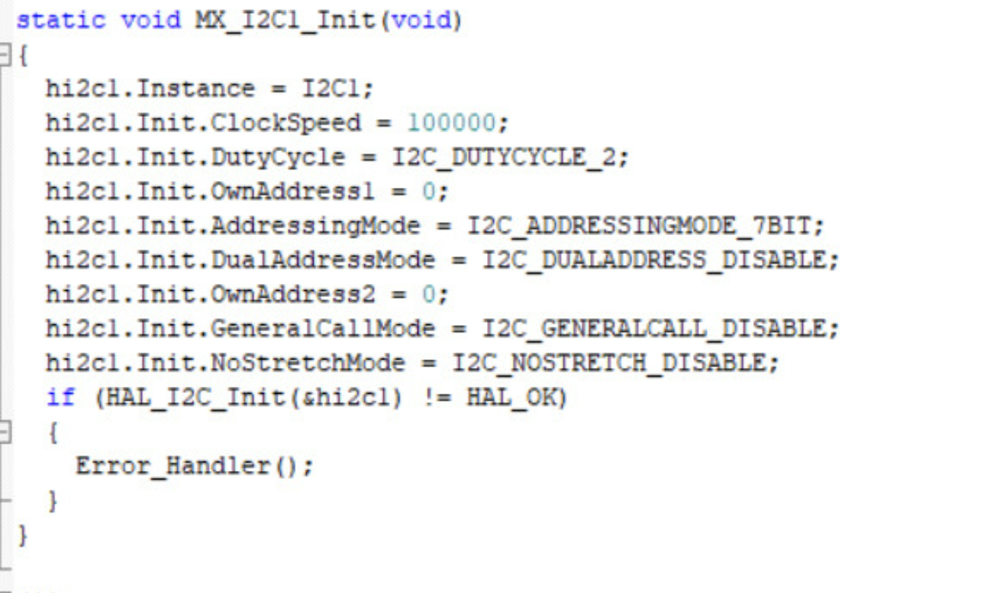 static void MX_I2C1_Init(void)
{
hi2c1.Instance = I2C1;
hi2c1.Init.ClockSpeed = 100000;
hi2c1.Init.DutyCycle = I2C_DUTYCYCLE_2;
hi2c1.Init.OwnAddress1 = 0;
hi2c1.Init.AddressingMode = I2C_ADDRESSINGMODE_7BIT;
hi2c1.Init.DualAddressMode = I2C_DUALADDRESS_DISABLE;
hi2c1.Init.OwnAddress2 = 0;
hi2c1.Init.GeneralCallMode = I2C_GENERALCALL_DISABLE;
hi2c1.Init.NoStretchMode = I2C_NOSTRETCH_DISABLE;
if (HAL_I2C_Init(&hi2c1) != HAL_OK)
{
Error_Handler();
}
}